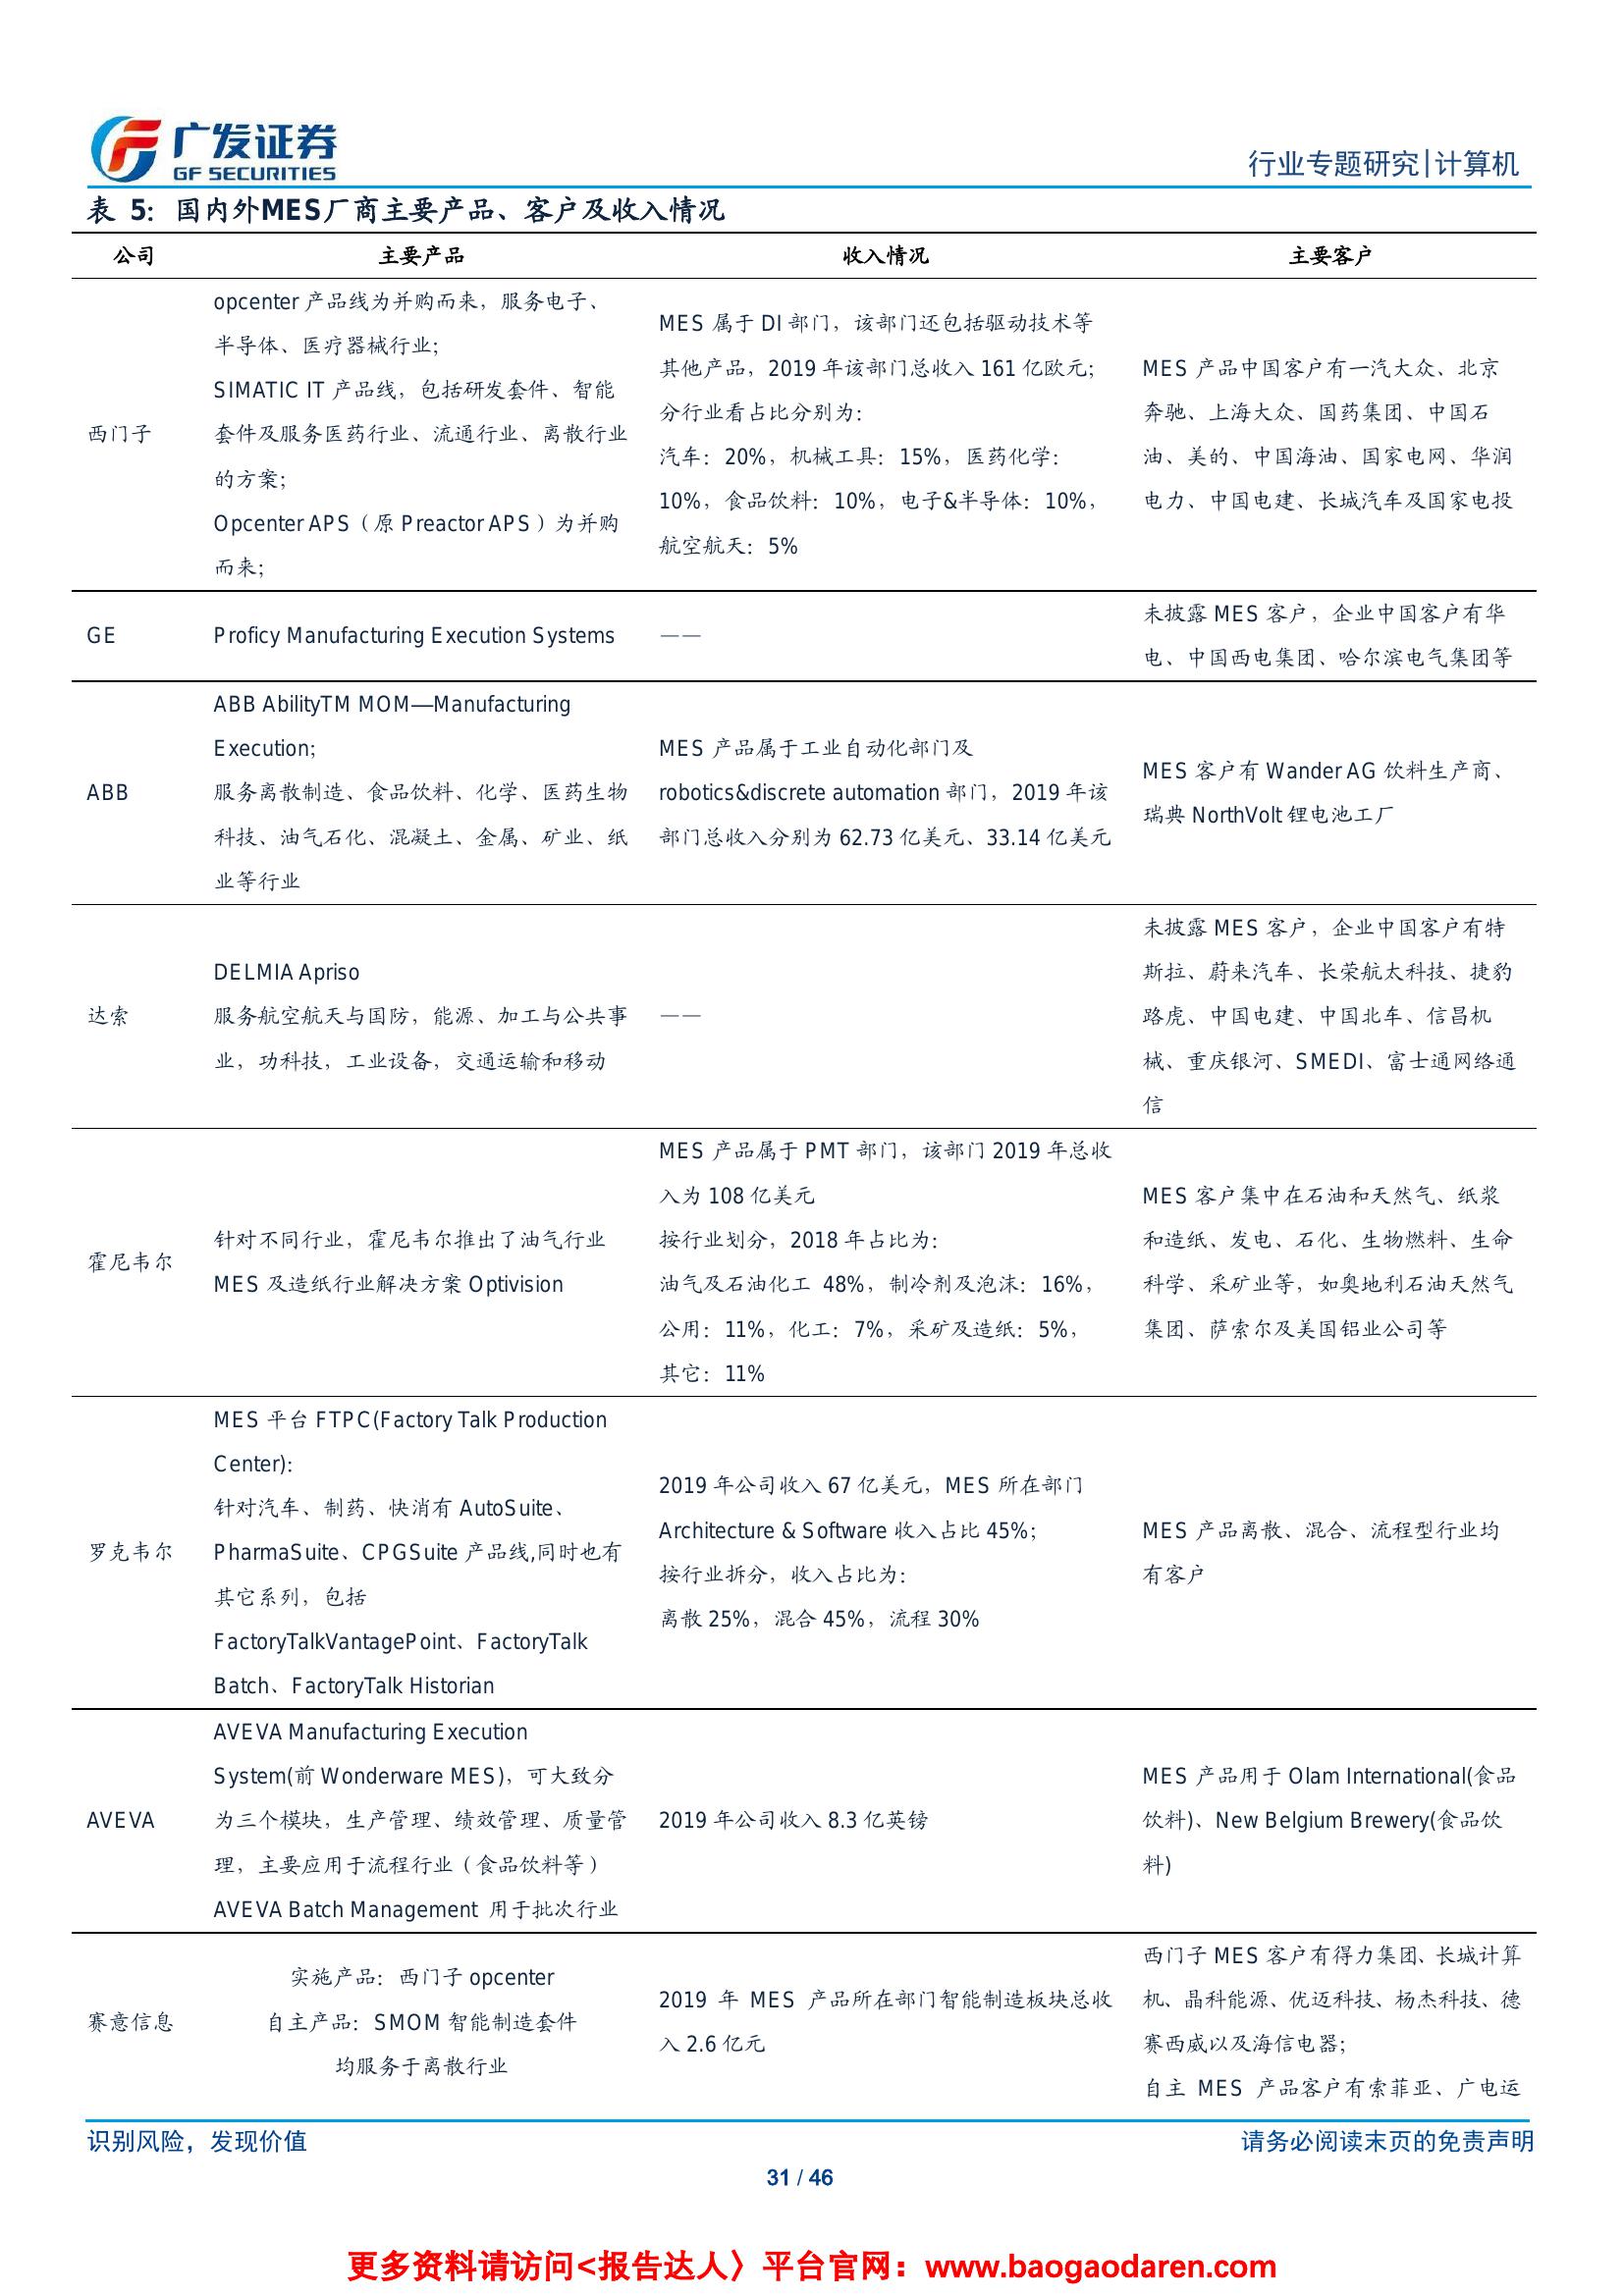 广发证券
GF SECURITIES
行业专题研究|计算机
表 5：国内外MES厂商主要产品、客户及收入情况
公司 主要产品 收入情况 主要客户
西门子
opcenter 产品线为并购而来，服务电子、
半导体、医疗器械行业；
SIMATIC IT 产品线，包括研发套件、智能
套件及服务医药行业、流通行业、离散行业
的方案；
Opcenter APS（原 Preactor APS）为并购
而来；
MES 属于 DI 部门，该部门还包括驱动技术等
其他产品，2019 年该部门总收入 161 亿欧元；
分行业看占比分别为：
汽车：20%，机械工具：15%，医药化学：
10%，食品饮料：10%，电子&半导体：10%，
航空航天：5%
MES 产品中国客户有一汽大众、北京
奔驰、上海大众、国药集团、中国石
油、美的、中国海油、国家电网、华润
电力、中国电建、长城汽车及国家电投
GE
Proficy Manufacturing Execution Systems
——
未披露 MES 客户，企业中国客户有华
电、中国西电集团、哈尔滨电气集团等
ABB
ABB AbilityTM MOM—Manufacturing
Execution；
服务离散制造、食品饮料、化学、医药生物
科技、油气石化、混凝土、金属、矿业、纸
业等行业
MES 产品属于工业自动化部门及
robotics&discrete automation 部门，2019 年该
部门总收入分别为 62.73 亿美元、33.14 亿美元
MES 客户有 Wander AG 饮料生产商、
瑞典 NorthVolt 锂电池工厂
达索
DELMIA Apriso
服务航空航天与国防，能源、加工与公共事
业，功科技，工业设备，交通运输和移动
——
未披露 MES 客户，企业中国客户有特
斯拉、蔚来汽车、长荣航太科技、捷豹
路虎、中国电建、中国北车、信昌机
械、重庆银河、SMEDI、富士通网络通
信
霍尼韦尔
针对不同行业，霍尼韦尔推出了油气行业
MES 及造纸行业解决方案 Optivision
MES 产品属于 PMT 部门，该部门 2019 年总收
入为 108 亿美元
按行业划分，2018 年占比为：
油气及石油化工 48%，制冷剂及泡沫：16%，
公用：11%，化工：7%，采矿及造纸：5%，
其它：11%
MES 客户集中在石油和天然气、纸浆
和造纸、发电、石化、生物燃料、生命
科学、采矿业等，如奥地利石油天然气
集团、萨索尔及美国铝业公司等
罗克韦尔
MES 平台 FTPC(Factory Talk Production
Center)：
针对汽车、制药、快消有 AutoSuite、
PharmaSuite、CPGSuite 产品线,同时也有
其它系列，包括
FactoryTalkVantagePoint、FactoryTalk
Batch、FactoryTalk Historian
2019 年公司收入 67 亿美元，MES 所在部门
Architecture & Software 收入占比 45%；
按行业拆分，收入占比为：
离散 25%，混合 45%，流程 30%
MES 产品离散、混合、流程型行业均
有客户
AVEVA
AVEVA Manufacturing Execution
System(前 Wonderware MES)，可大致分
为三个模块，生产管理、绩效管理、质量管
理，主要应用于流程行业（食品饮料等）
AVEVA Batch Management 用于批次行业
2019 年公司收入 8.3 亿英镑
MES 产品用于 Olam International(食品
饮料)、New Belgium Brewery(食品饮
料)
赛意信息
实施产品：西门子 opcenter
自主产品：SMOM 智能制造套件
均服务于离散行业
2019 年 MES 产品所在部门智能制造板块总收
入 2.6 亿元
西门子 MES 客户有得力集团、长城计算
机、晶科能源、优迈科技、杨杰科技、德
赛西威以及海信电器；
自主 MES 产品客户有索菲亚、广电运
识别风险，发现价值
请务必阅读末页的免责声明
31 / 46
更多资料请访问<报告达人〉平台官网：www.baogaodaren.com